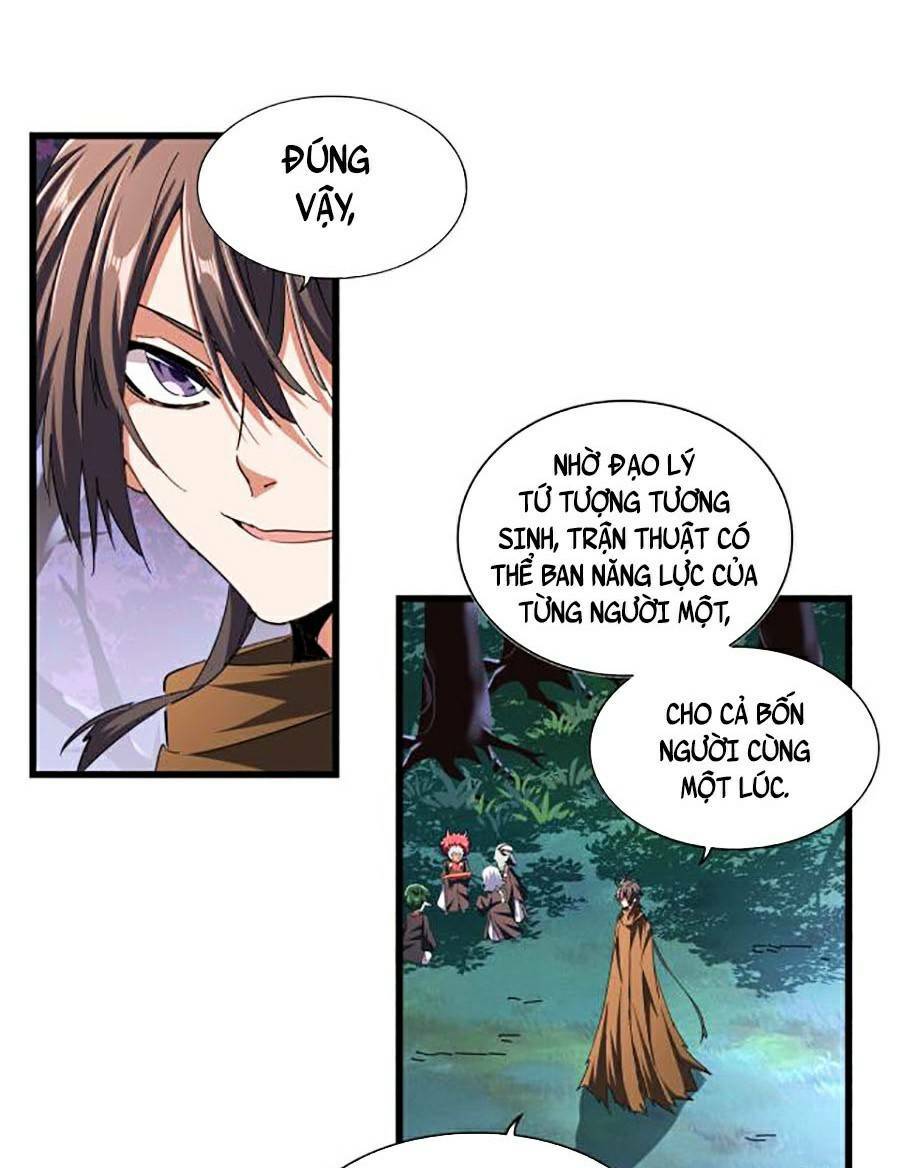 ĐÚNG
VẬY,
NHỜ ĐẠO LÝ
TỨ TƯỢNG TƯƠNG
SINH, TRẬN THUẬT CÓ
THỂ BAN NĂNG LỰC CỦA
TỪNG NGƯỜI MỘT,
CHO CẢ BỐN
NGƯỜI CÙNG
MỘT LÚC.